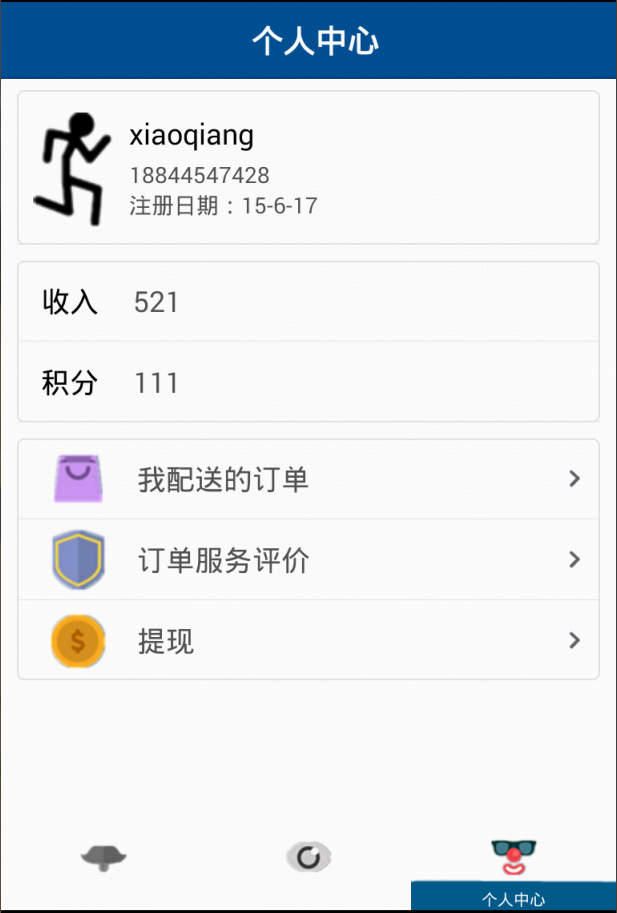 个人中心
xiaoqiang
18844547428
注册日期：15-6-17
收入 521
积分 111
我配送的订单
订单服务评价
$ 提现
个人中心